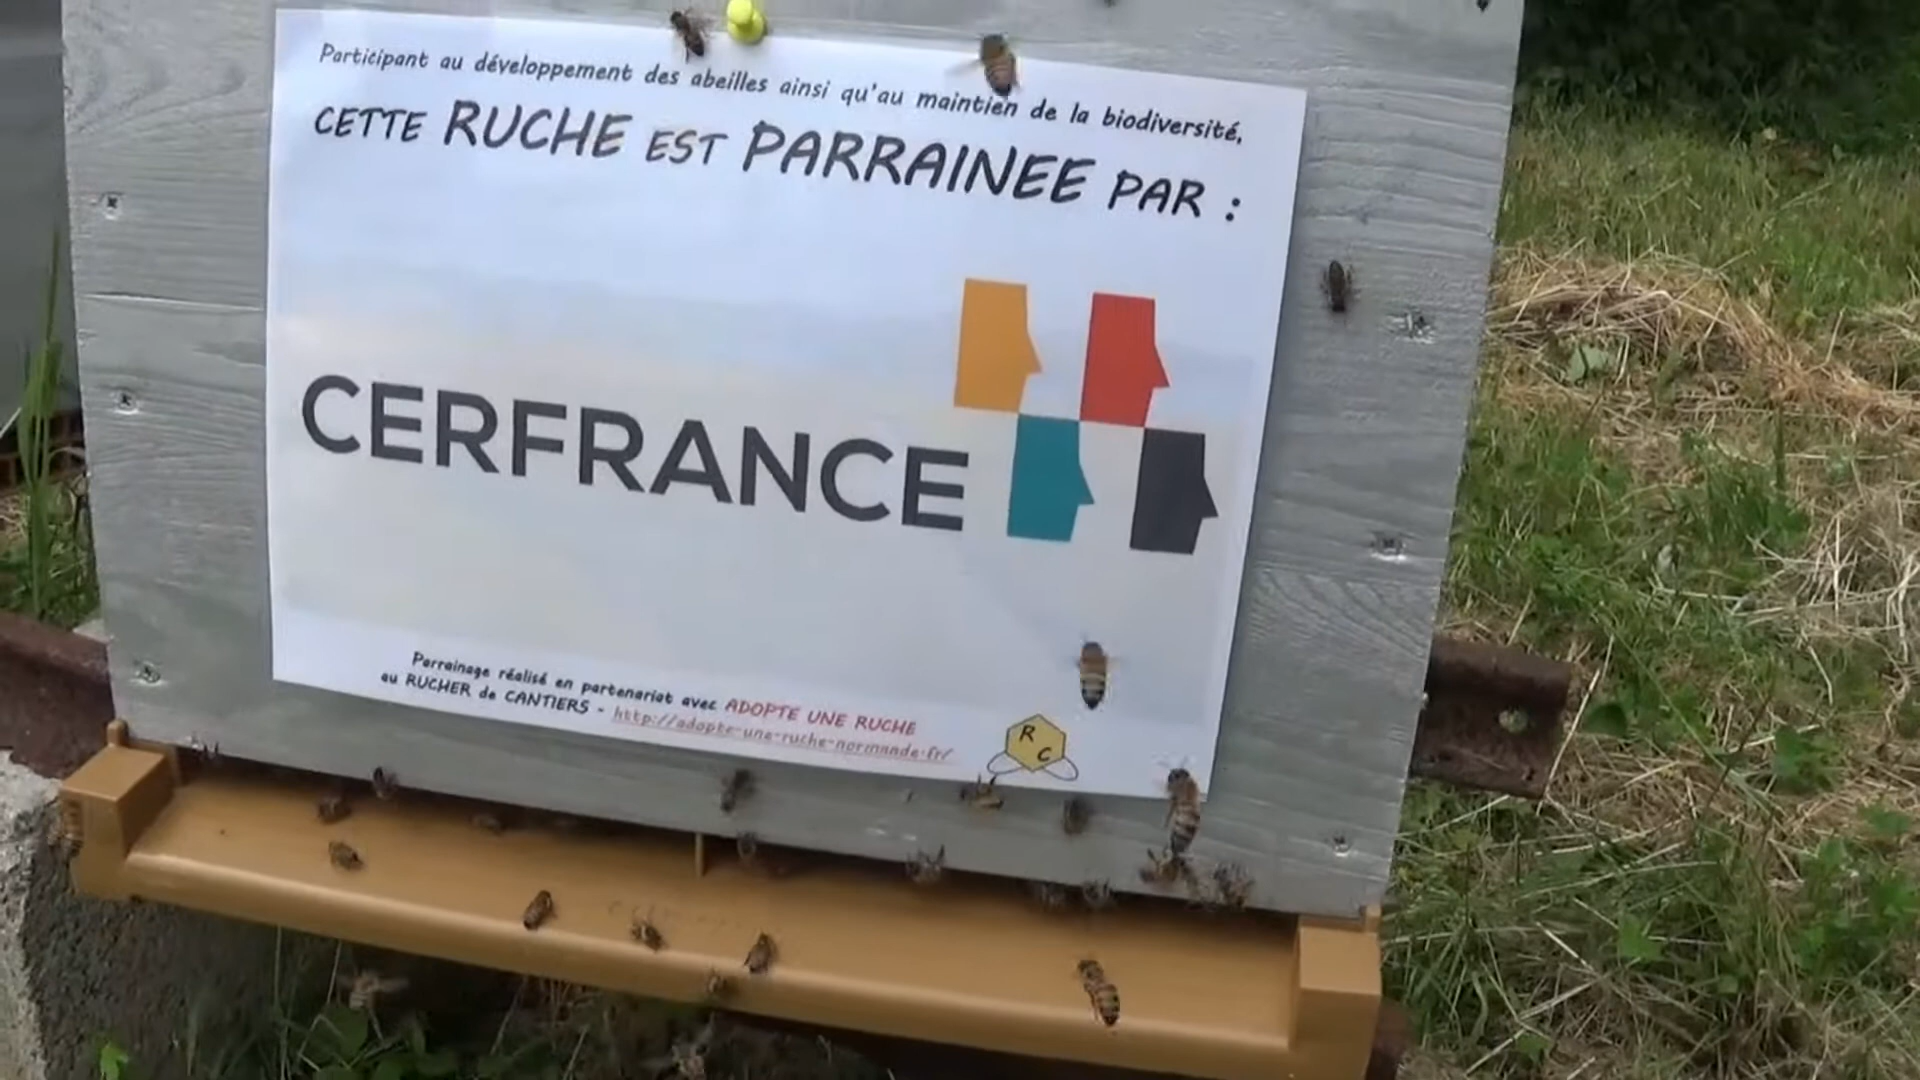 Participant au développement des abeilles ainsi qu'au maintien de la biodiversité,
CETTE RUCHE EST PARRAINEE PAR :
CERFRANCE
Parrainage réalisé en partenariat avec ADOPTE UNE RUCHE
au RUCHER de CANTIERS - http://adopte-une-ruche-normande.fr/
R
C